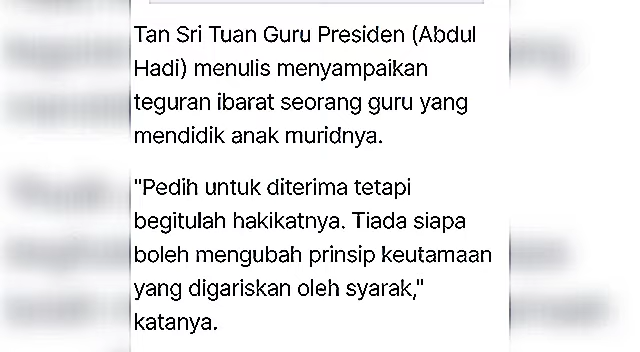 Tan Sri Tuan Guru Presiden (Abdul
Hadi) menulis menyampaikan
teguran ibarat seorang guru yang
mendidik anak muridnya.
"Pedih untuk diterima tetapi
begitulah hakikatnya. Tiada siapa
boleh mengubah prinsip keutamaan
yang digariskan oleh syarak,"
katanya.